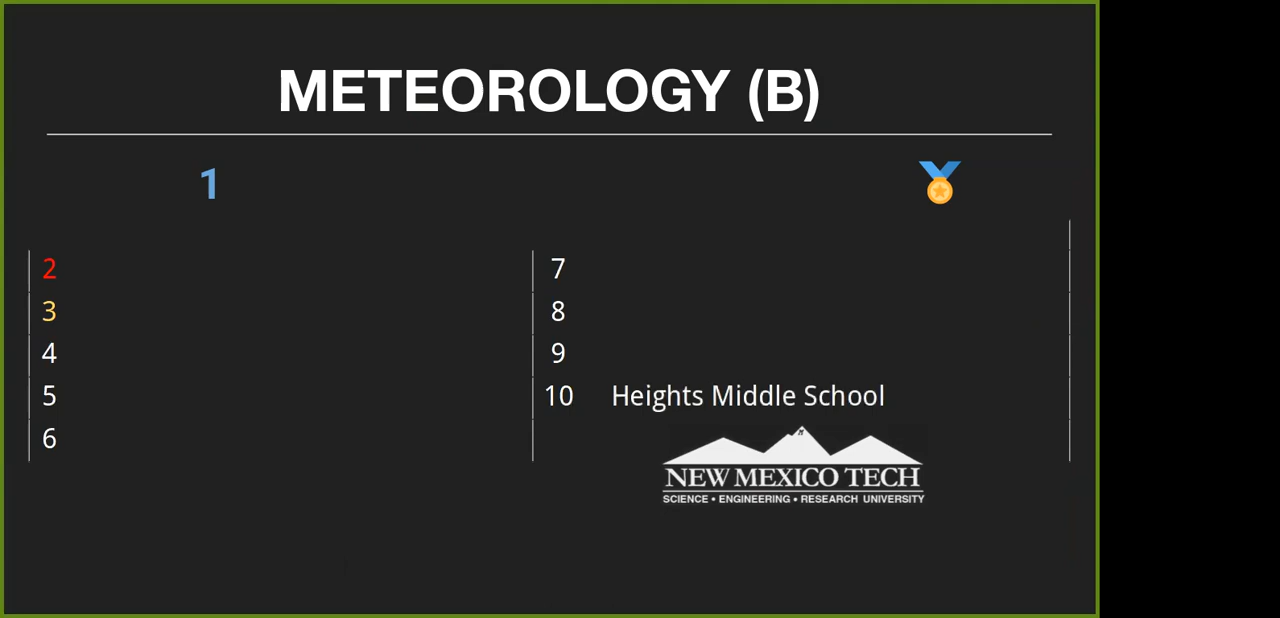 METEOROLOGY (B)
1
2
3
4
5
6
7
8
9
10 Heights Middle School
NEW MEXICO TECH
SCIENCE • ENGINEERING • RESEARCH UNIVERSITY